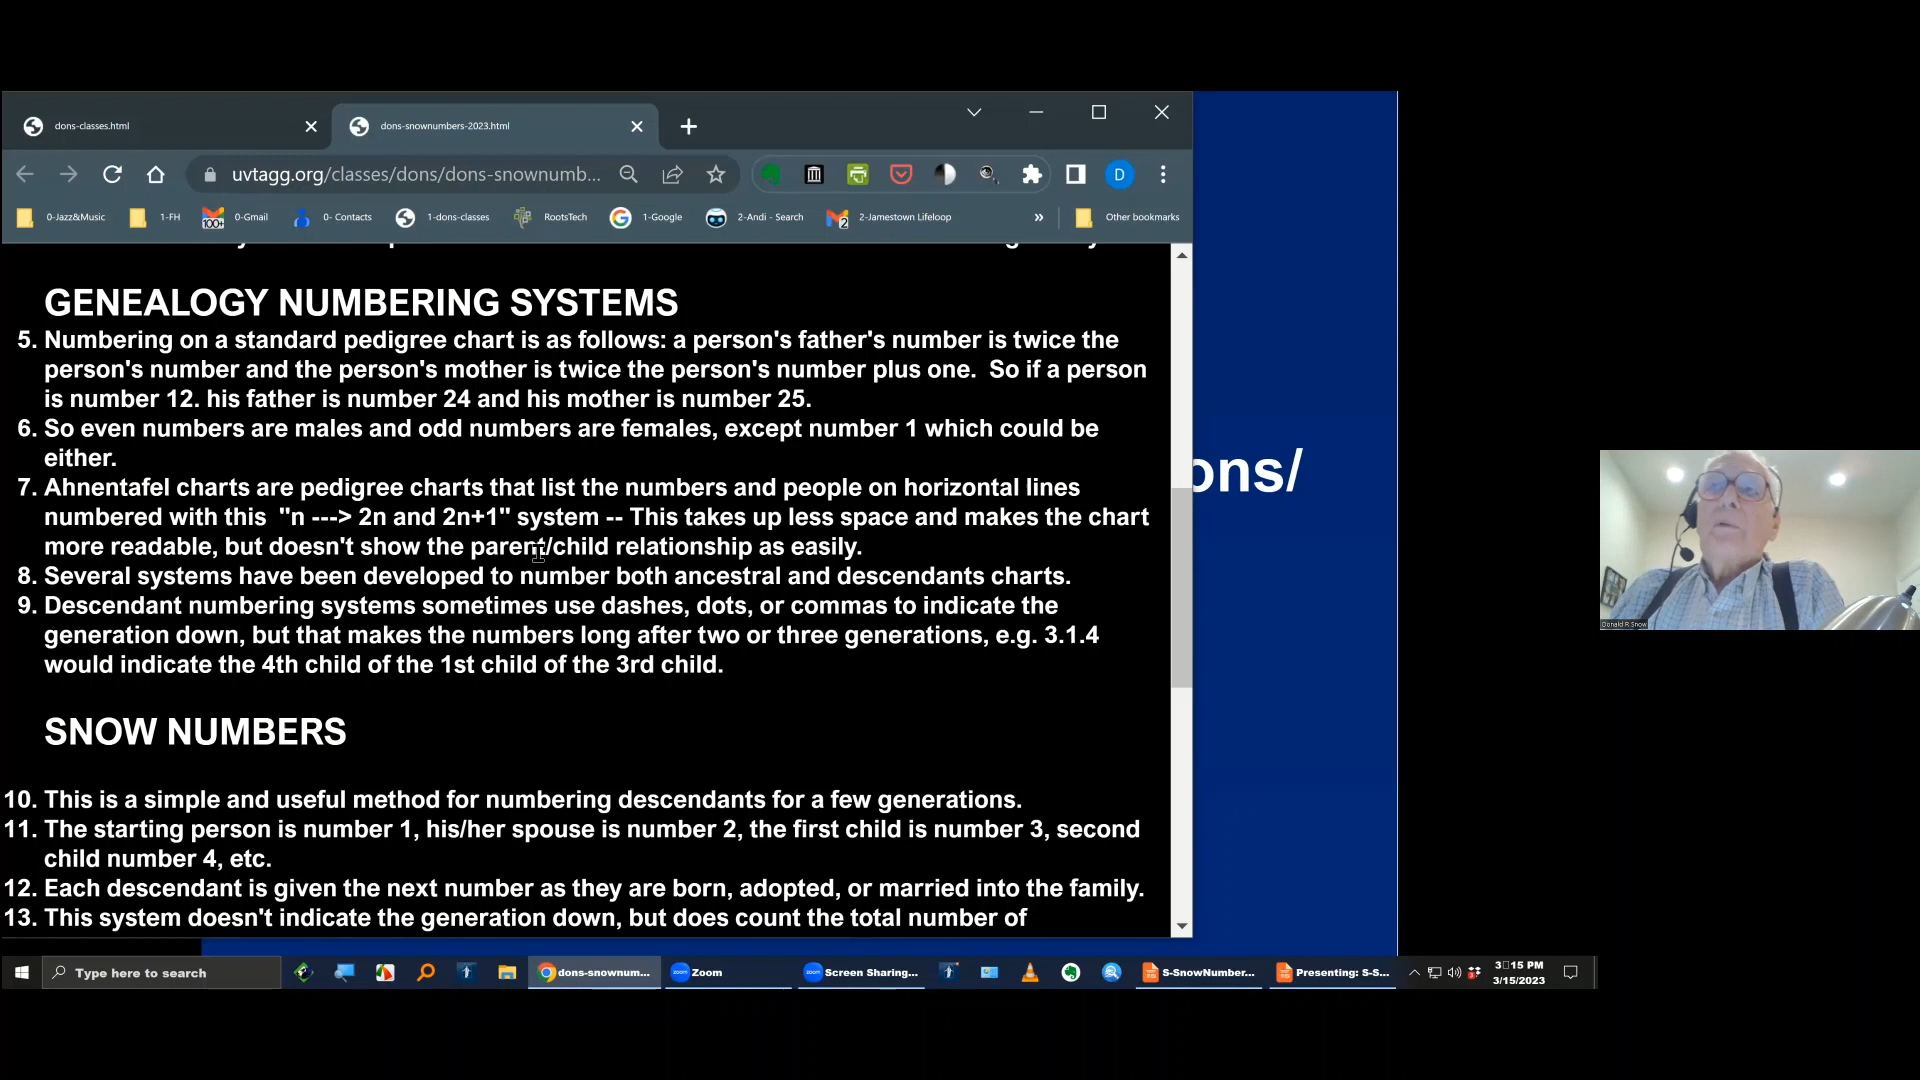 dons-classes.html
dons-snownumbers-2023.html
uvtagg.org/classes/dons/dons-snownumb...
D
0-Jazz&Music
1-FH
100+
0-Gmail
0- Contacts
1-dons-classes
RootsTech
1-Google
2-Andi - Search
2
2-Jamestown Lifeloop
»
Other bookmarks
GENEALOGY NUMBERING SYSTEMS
5. Numbering on a standard pedigree chart is as follows: a person's father's number is twice the
person's number and the person's mother is twice the person's number plus one.  So if a person
is number 12. his father is number 24 and his mother is number 25.
6. So even numbers are males and odd numbers are females, except number 1 which could be
either.
7. Ahnentafel charts are pedigree charts that list the numbers and people on horizontal lines
numbered with this  "n ---> 2n and 2n+1" system -- This takes up less space and makes the chart
more readable, but doesn't show the parent/child relationship as easily.
8. Several systems have been developed to number both ancestral and descendants charts.
9. Descendant numbering systems sometimes use dashes, dots, or commas to indicate the
generation down, but that makes the numbers long after two or three generations, e.g. 3.1.4
would indicate the 4th child of the 1st child of the 3rd child.
SNOW NUMBERS
10. This is a simple and useful method for numbering descendants for a few generations.
11. The starting person is number 1, his/her spouse is number 2, the first child is number 3, second
child number 4, etc.
12. Each descendant is given the next number as they are born, adopted, or married into the family.
13. This system doesn't indicate the generation down, but does count the total number of
ons/
Donald R Snow
Type here to search
dons-snownum...
zoom
Zoom
zoom
Screen Sharing...
S-SnowNumber...
Presenting: S-S...
3:15 PM
3/15/2023